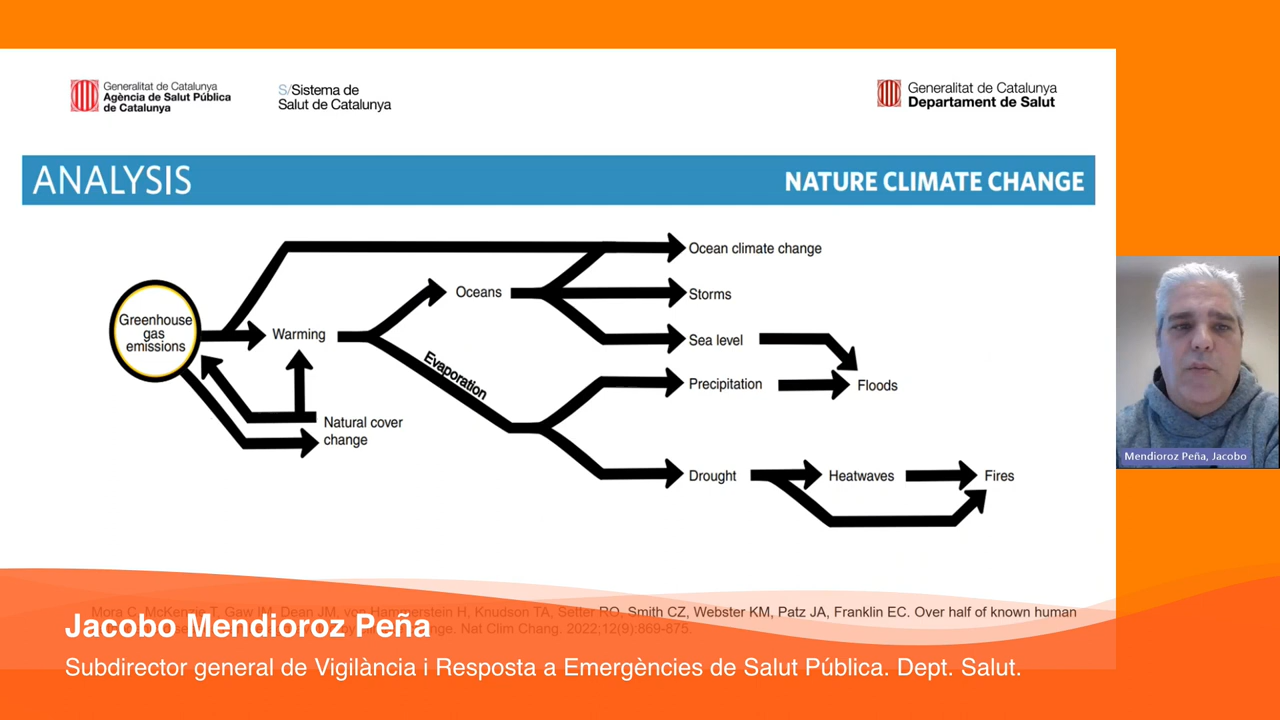 Generalitat de Catalunya
Agència de Salut Pública
de Catalunya
S/Sistema de
Salut de Catalunya
Generalitat de Catalunya
Departament de Salut
ANALYSIS
NATURE CLIMATE CHANGE
Greenhouse
gas
emissions
Warming
Natural cover
change
Oceans
Evaporation
Ocean climate change
Storms
Sea level
Precipitation
Floods
Drought
Heatwaves
Fires
Mendioroz Peña, Jacobo
Mora C, McKenzie T, Gaw IM, Dean JM, von Hammerstein H, Knudson TA, Setter RO, Smith CZ, Webster KM, Patz JA, Franklin EC. Over half of known human
Nat Clim Chang. 2022;12(9):869-875.
Jacobo Mendioroz Peña
Subdirector general de Vigilància i Resposta a Emergències de Salut Pública. Dept. Salut.